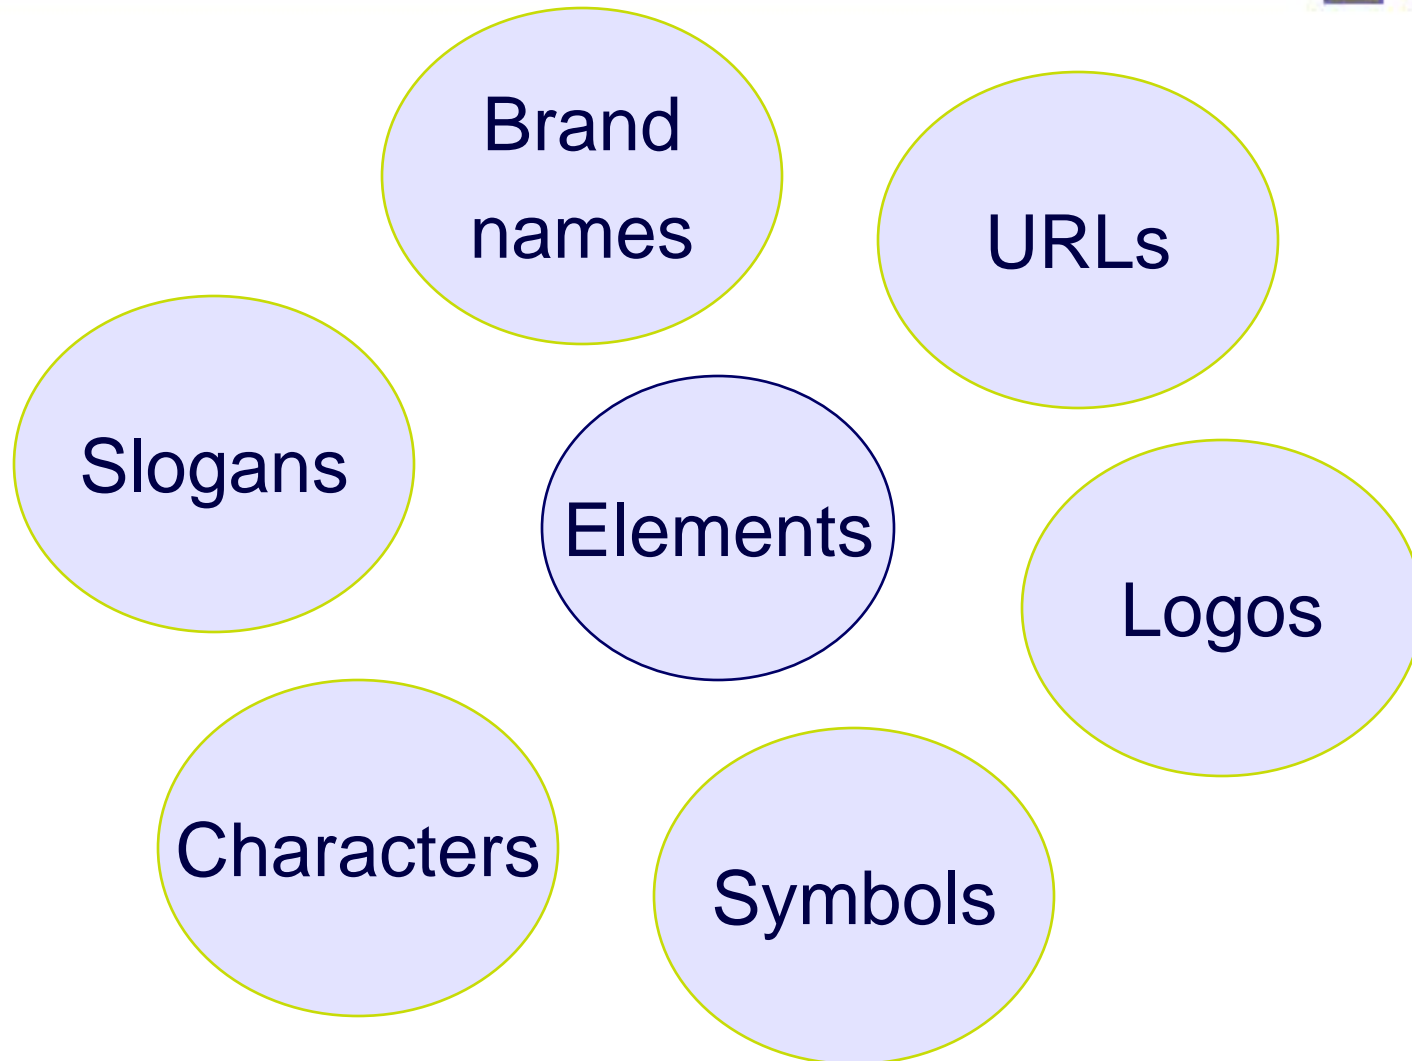 Brand
names
URLs
Slogans
Elements
Logos
Characters
Symbols